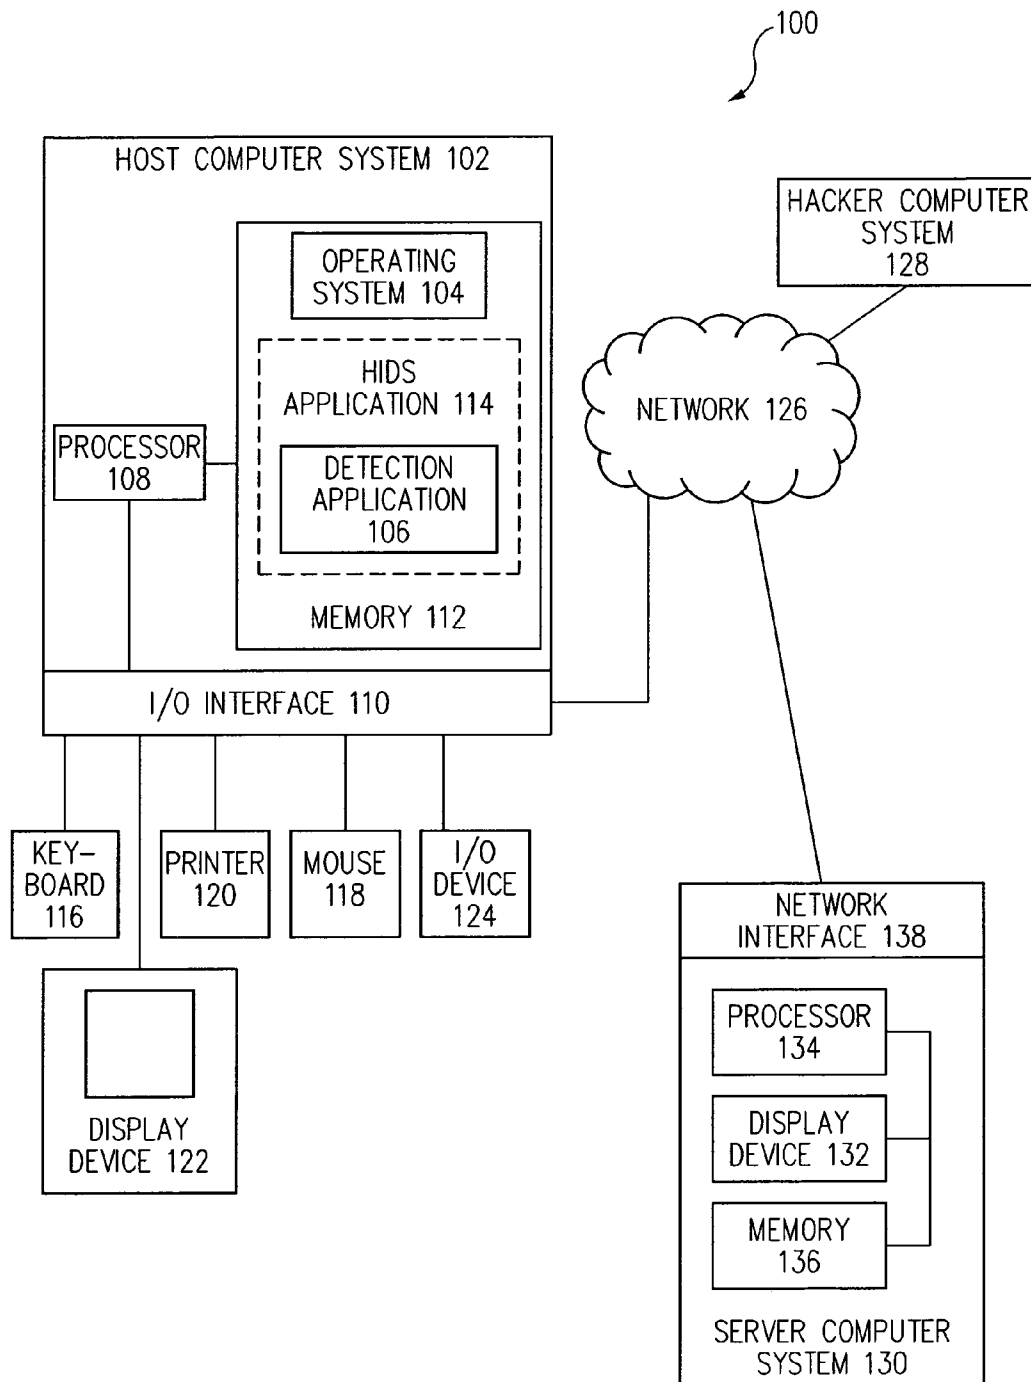 100
HOST COMPUTER SYSTEM 102
HACKER COMPUTER
SYSTEM
128
OPERATING
SYSTEM 104
HIDS
APPLICATION 114
NETWORK 126
PROCESSOR
108
DETECTION
APPLICATION
106
MEMORY 112
I/O INTERFACE 110
KEY-
BOARD
116
PRINTER
120
MOUSE
118
I/O
DEVICE
124
DISPLAY
DEVICE 122
NETWORK
INTERFACE 138
PROCESSOR
134
DISPLAY
DEVICE 132
MEMORY
136
SERVER COMPUTER
SYSTEM 130